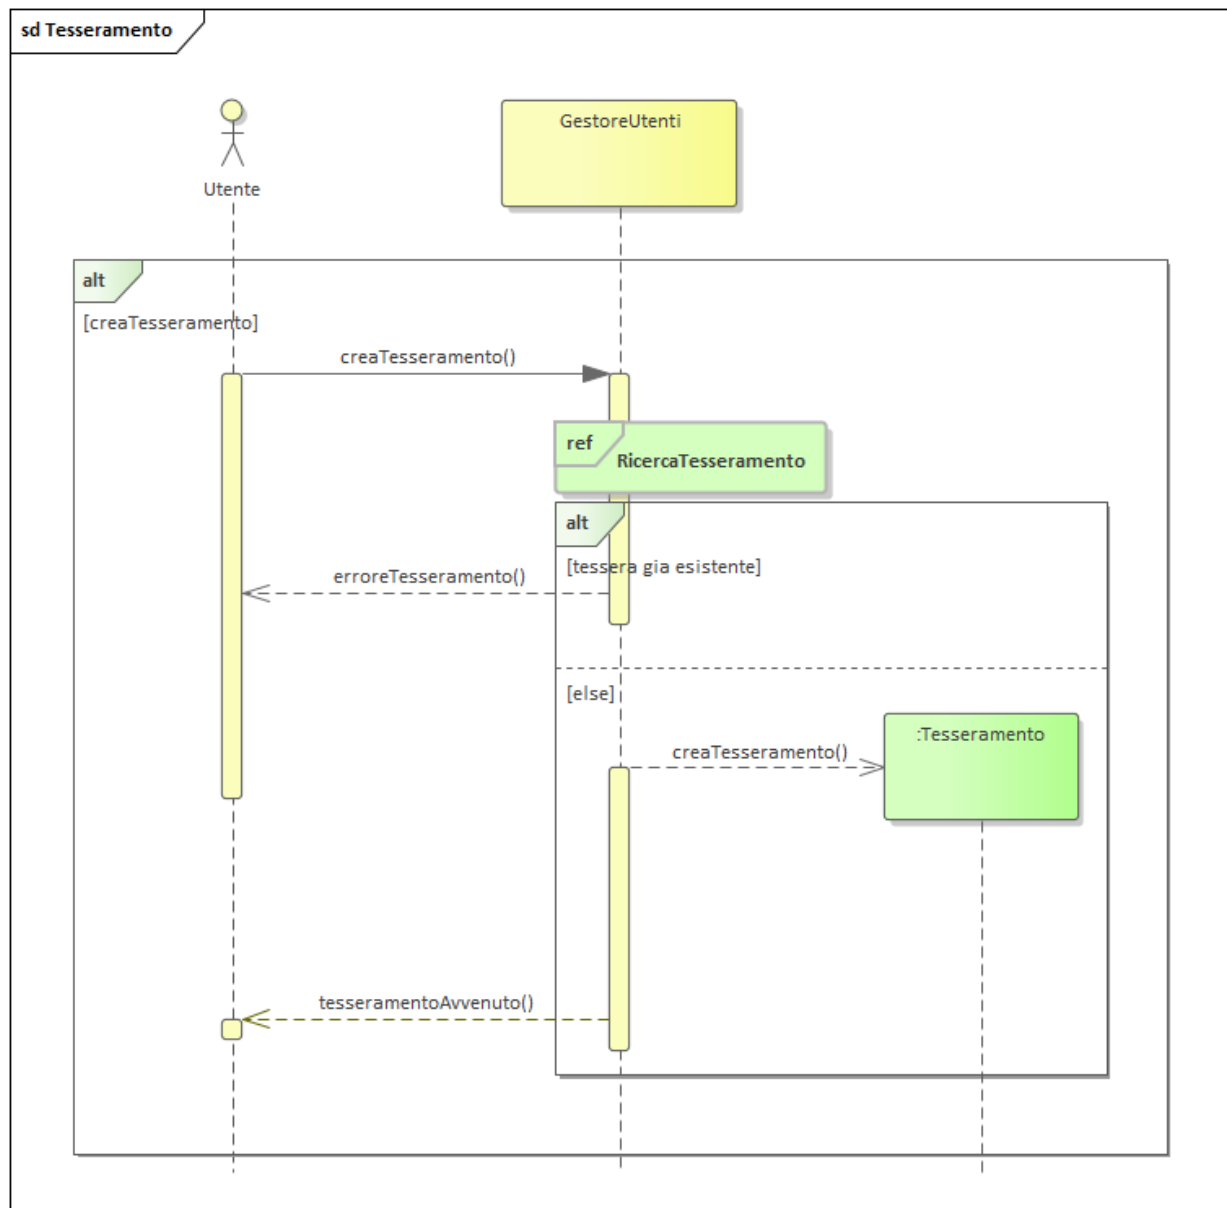 sd Tesseramento
GestoreUtenti
Utente
alt
[creaTesseramento]
creaTesseramento()
ref
RicercaTesseramento
alt
[tessera gia esistente]
erroreTesseramento()
[else]
:Tesseramento
creaTesseramento()
tesseramentoAvvenuto()